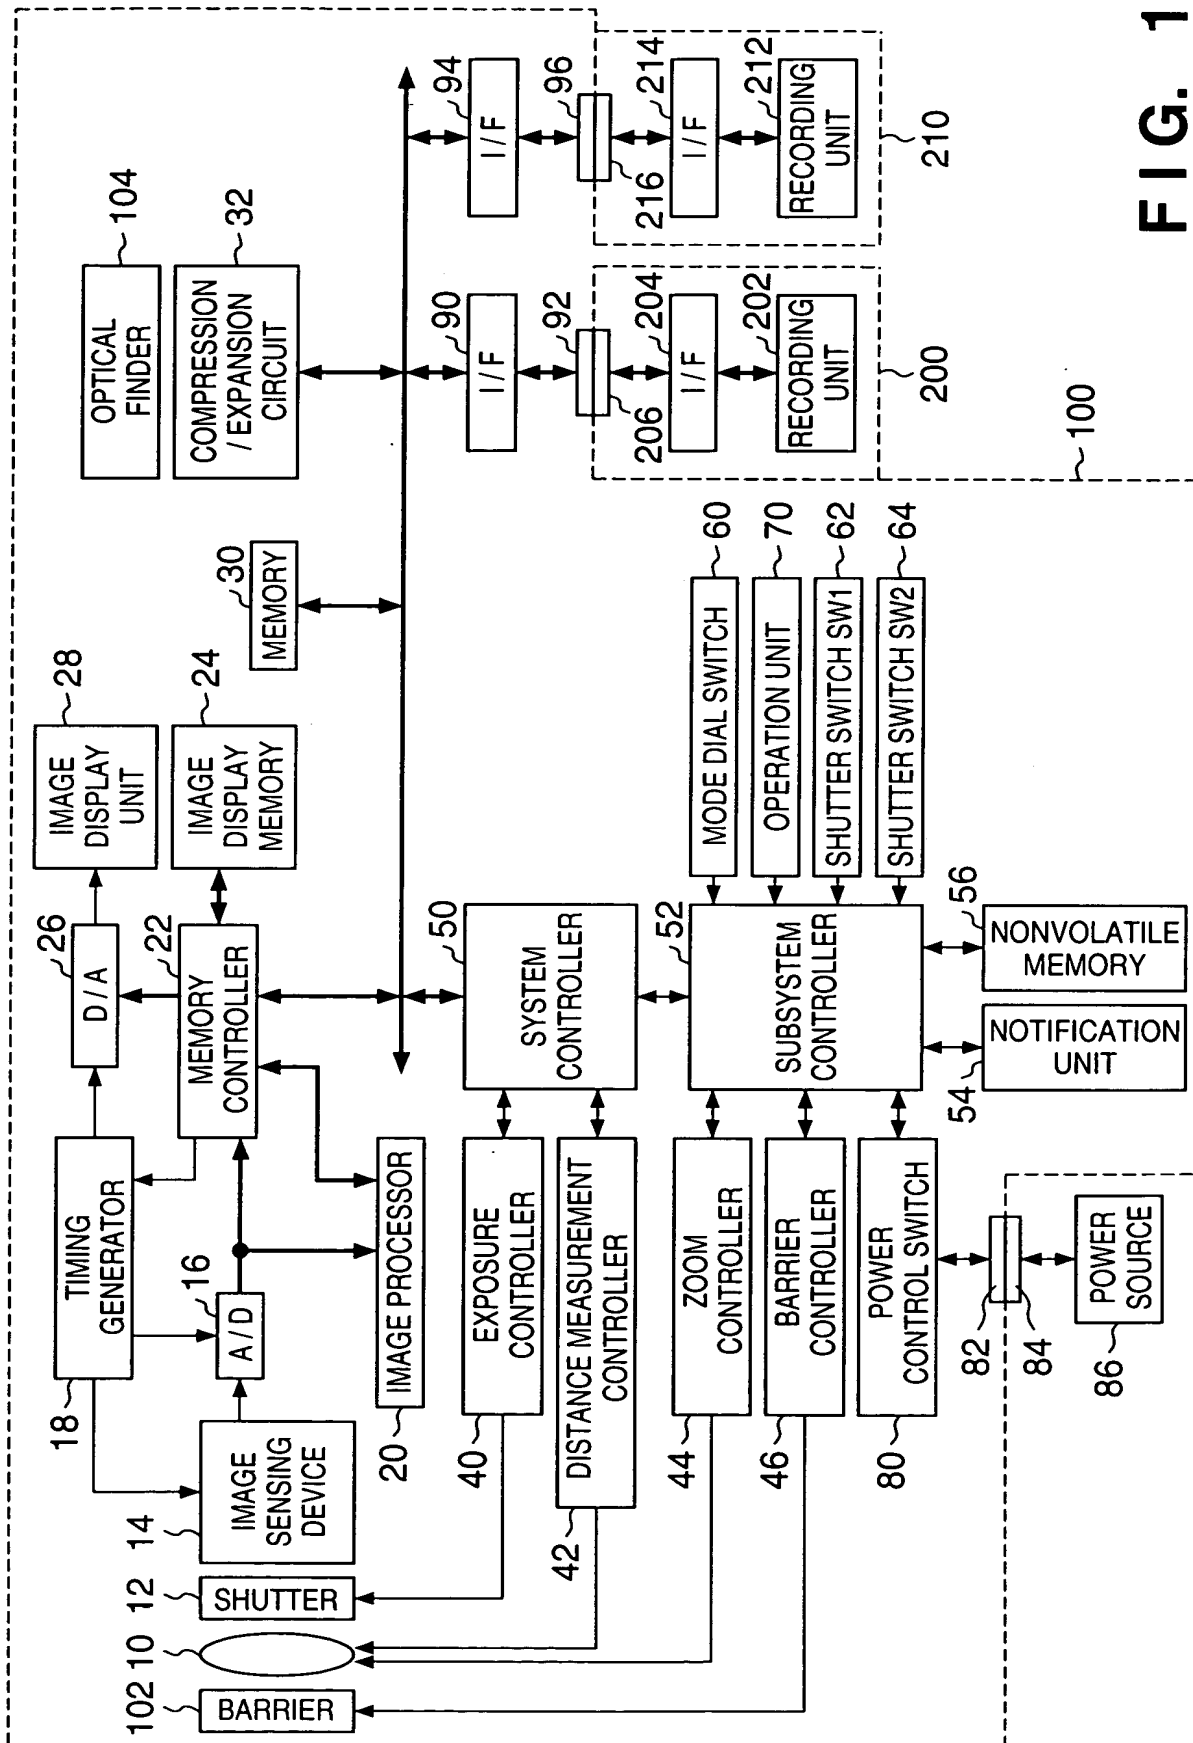 FIG. 1
102
BARRIER
10
12
SHUTTER
14
IMAGE
SENSING
DEVICE
18
TIMING
GENERATOR
16
A/D
20
IMAGE PROCESSOR
26
D/A
22
MEMORY
CONTROLLER
28
IMAGE
DISPLAY
UNIT
24
IMAGE
DISPLAY
MEMORY
30
MEMORY
104
OPTICAL
FINDER
32
COMPRESSION
/EXPANSION
CIRCUIT
40
EXPOSURE
CONTROLLER
42
DISTANCE MEASUREMENT
CONTROLLER
44
ZOOM
CONTROLLER
46
BARRIER
CONTROLLER
80
POWER
CONTROL SWITCH
82
84
86
POWER
SOURCE
50
SYSTEM
CONTROLLER
52
SUBSYSTEM
CONTROLLER
54
NOTIFICATION
UNIT
56
NONVOLATILE
MEMORY
60
MODE DIAL SWITCH
70
OPERATION UNIT
62
SHUTTER SWITCH SW1
64
SHUTTER SWITCH SW2
90
I/F
92
206
204
I/F
202
RECORDING
UNIT
200
94
I/F
96
216
214
I/F
212
RECORDING
UNIT
210
100